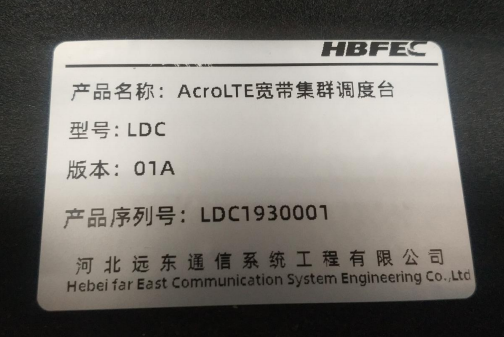 HBFEC
产品名称：AcroLTE宽带集群调度台
型号：LDC
版本：01A
产品序列号：LDC1930001
河北远东通信系统工程有限公司
Hebei far East Communication System Engineering Co.,Ltd